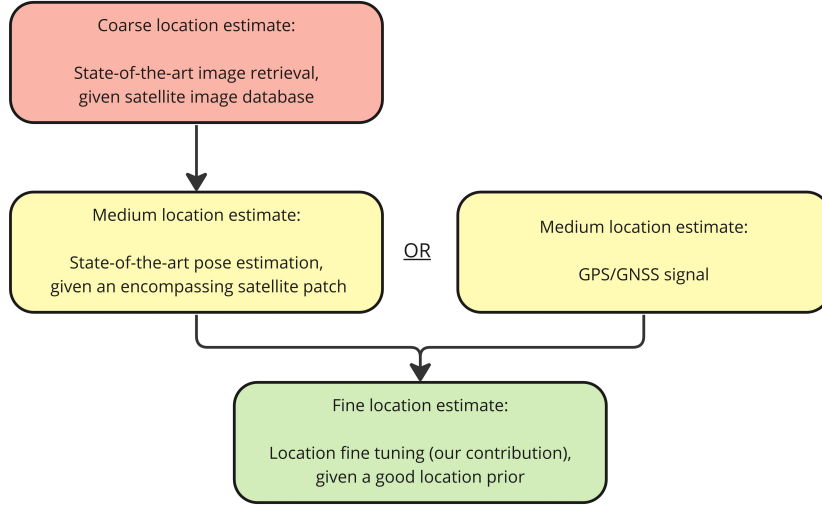 Coarse location estimate:
State-of-the-art image retrieval,
given satellite image database
Medium location estimate:
State-of-the-art pose estimation,
given an encompassing satellite patch
OR
Medium location estimate:
GPS/GNSS signal
Fine location estimate:
Location fine tuning (our contribution),
given a good location prior